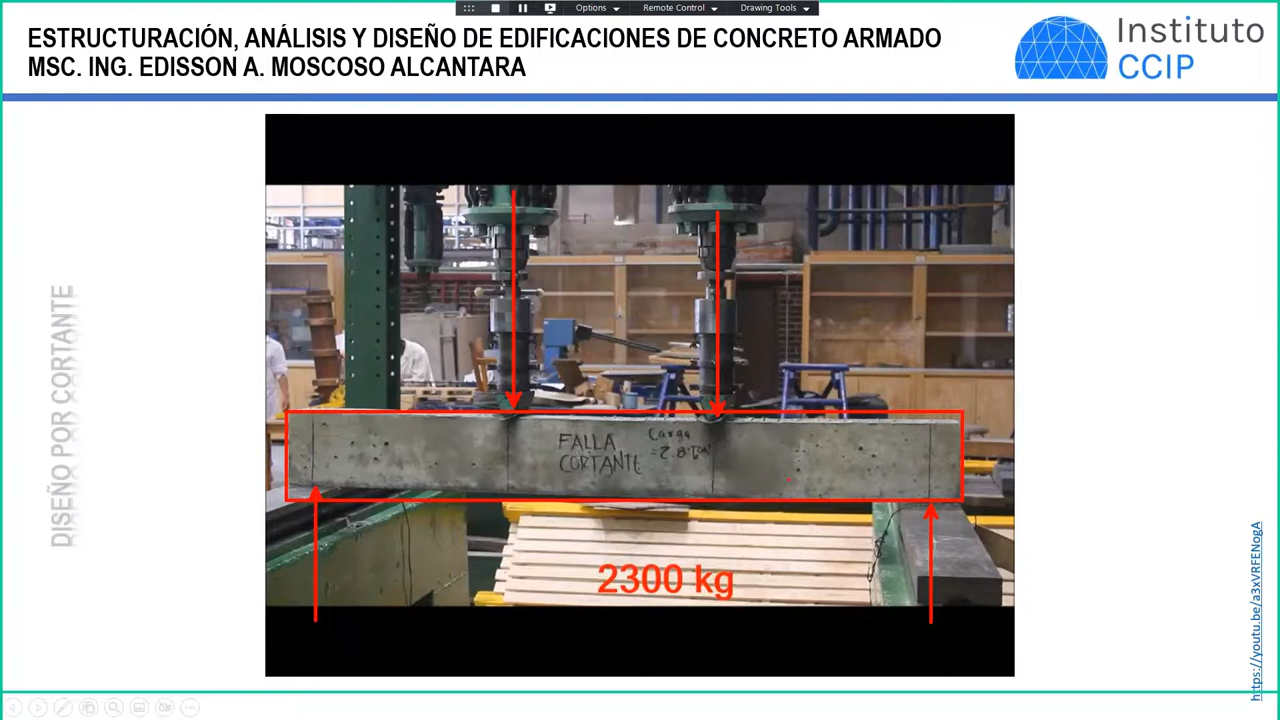 Options
Remote Control
Drawing Tools
ESTRUCTURACIÓN, ANÁLISIS Y DISEÑO DE EDIFICACIONES DE CONCRETO ARMADO
MSC. ING. EDISSON A. MOSCOSO ALCANTARA
Instituto
CCIP
DISEÑO POR CORTANTE
FALLA
CORTANTE
Carga
2300 kg
https://youtu.be/a3xVRFENogA